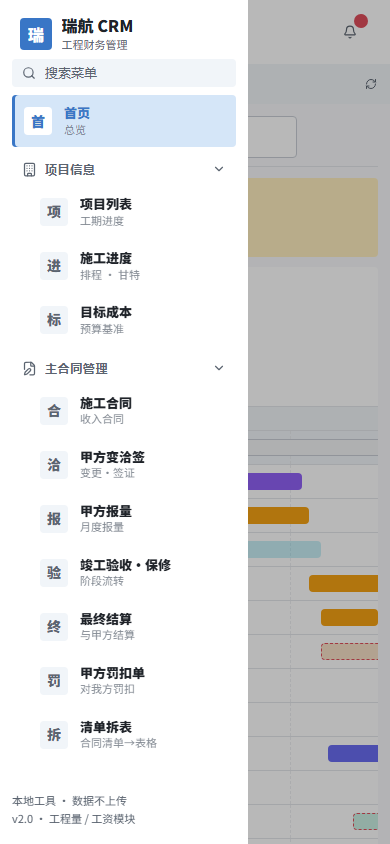 瑞
瑞航 CRM
工程财务管理
搜索菜单
首
首页
总览
项目信息
项
项目列表
工期进度
进
施工进度
排程 · 甘特
标
目标成本
预算基准
主合同管理
合
施工合同
收入合同
洽
甲方变洽签
变更·签证
报
甲方报量
月度报量
验
竣工验收·保修
阶段流转
终
最终结算
与甲方结算
罚
甲方罚扣单
对我方罚扣
拆
清单拆表
合同清单→表格
本地工具 · 数据不上传
v2.0 · 工程量 / 工资模块